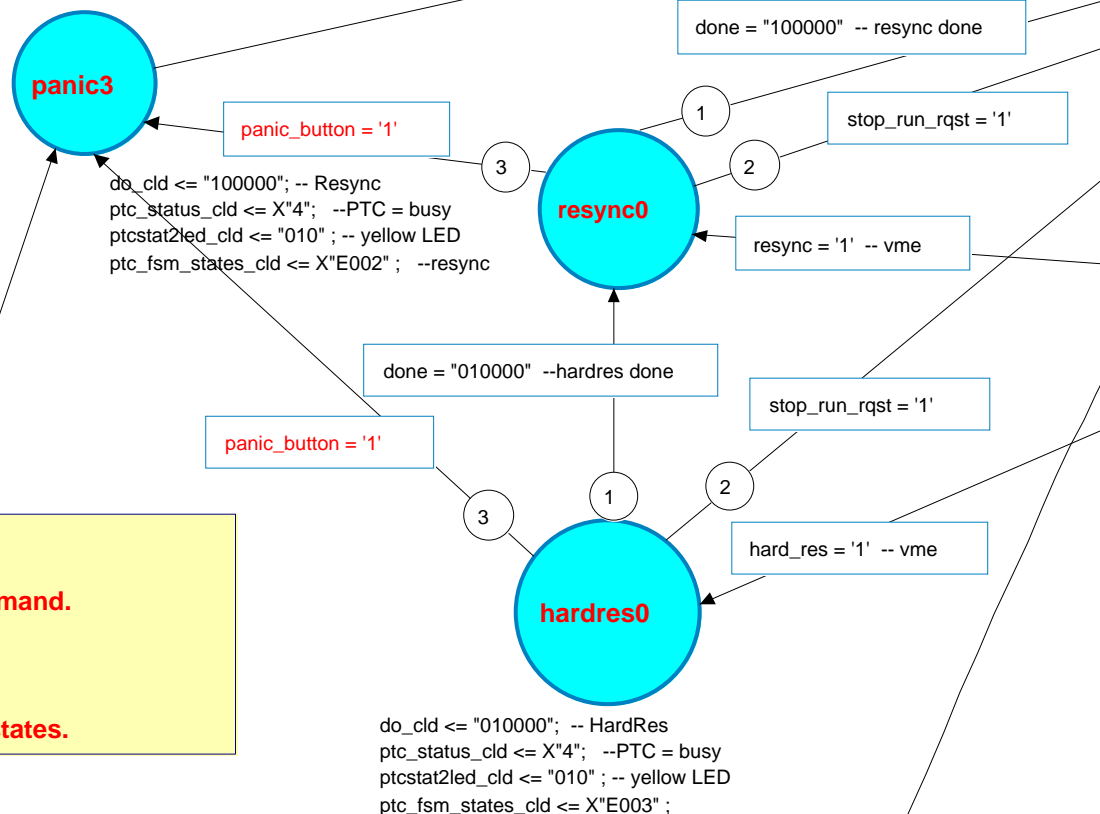 done = "100000"  -- resync done
panic3
1
panic_button = '1'
stop_run_rqst = '1'
3
2
do_cld <= "100000"; -- Resync
ptc_status_cld <= X"4";   --PTC = busy
ptcstat2led_cld <= "010" ; -- yellow LED
ptc_fsm_states_cld <= X"E002" ;   --resync
resync0
resync = '1'  -- vme
done = "010000"  --hardres done
stop_run_rqst = '1'
panic_button = '1'
1
2
3
hard_res = '1'  -- vme
mand.
hardres0
tates.
do_cld <= "010000";  -- HardRes
ptc_status_cld <= X"4";   --PTC = busy
ptcstat2led_cld <= "010" ; -- yellow LED
ptc_fsm_states_cld <= X"E003" ;